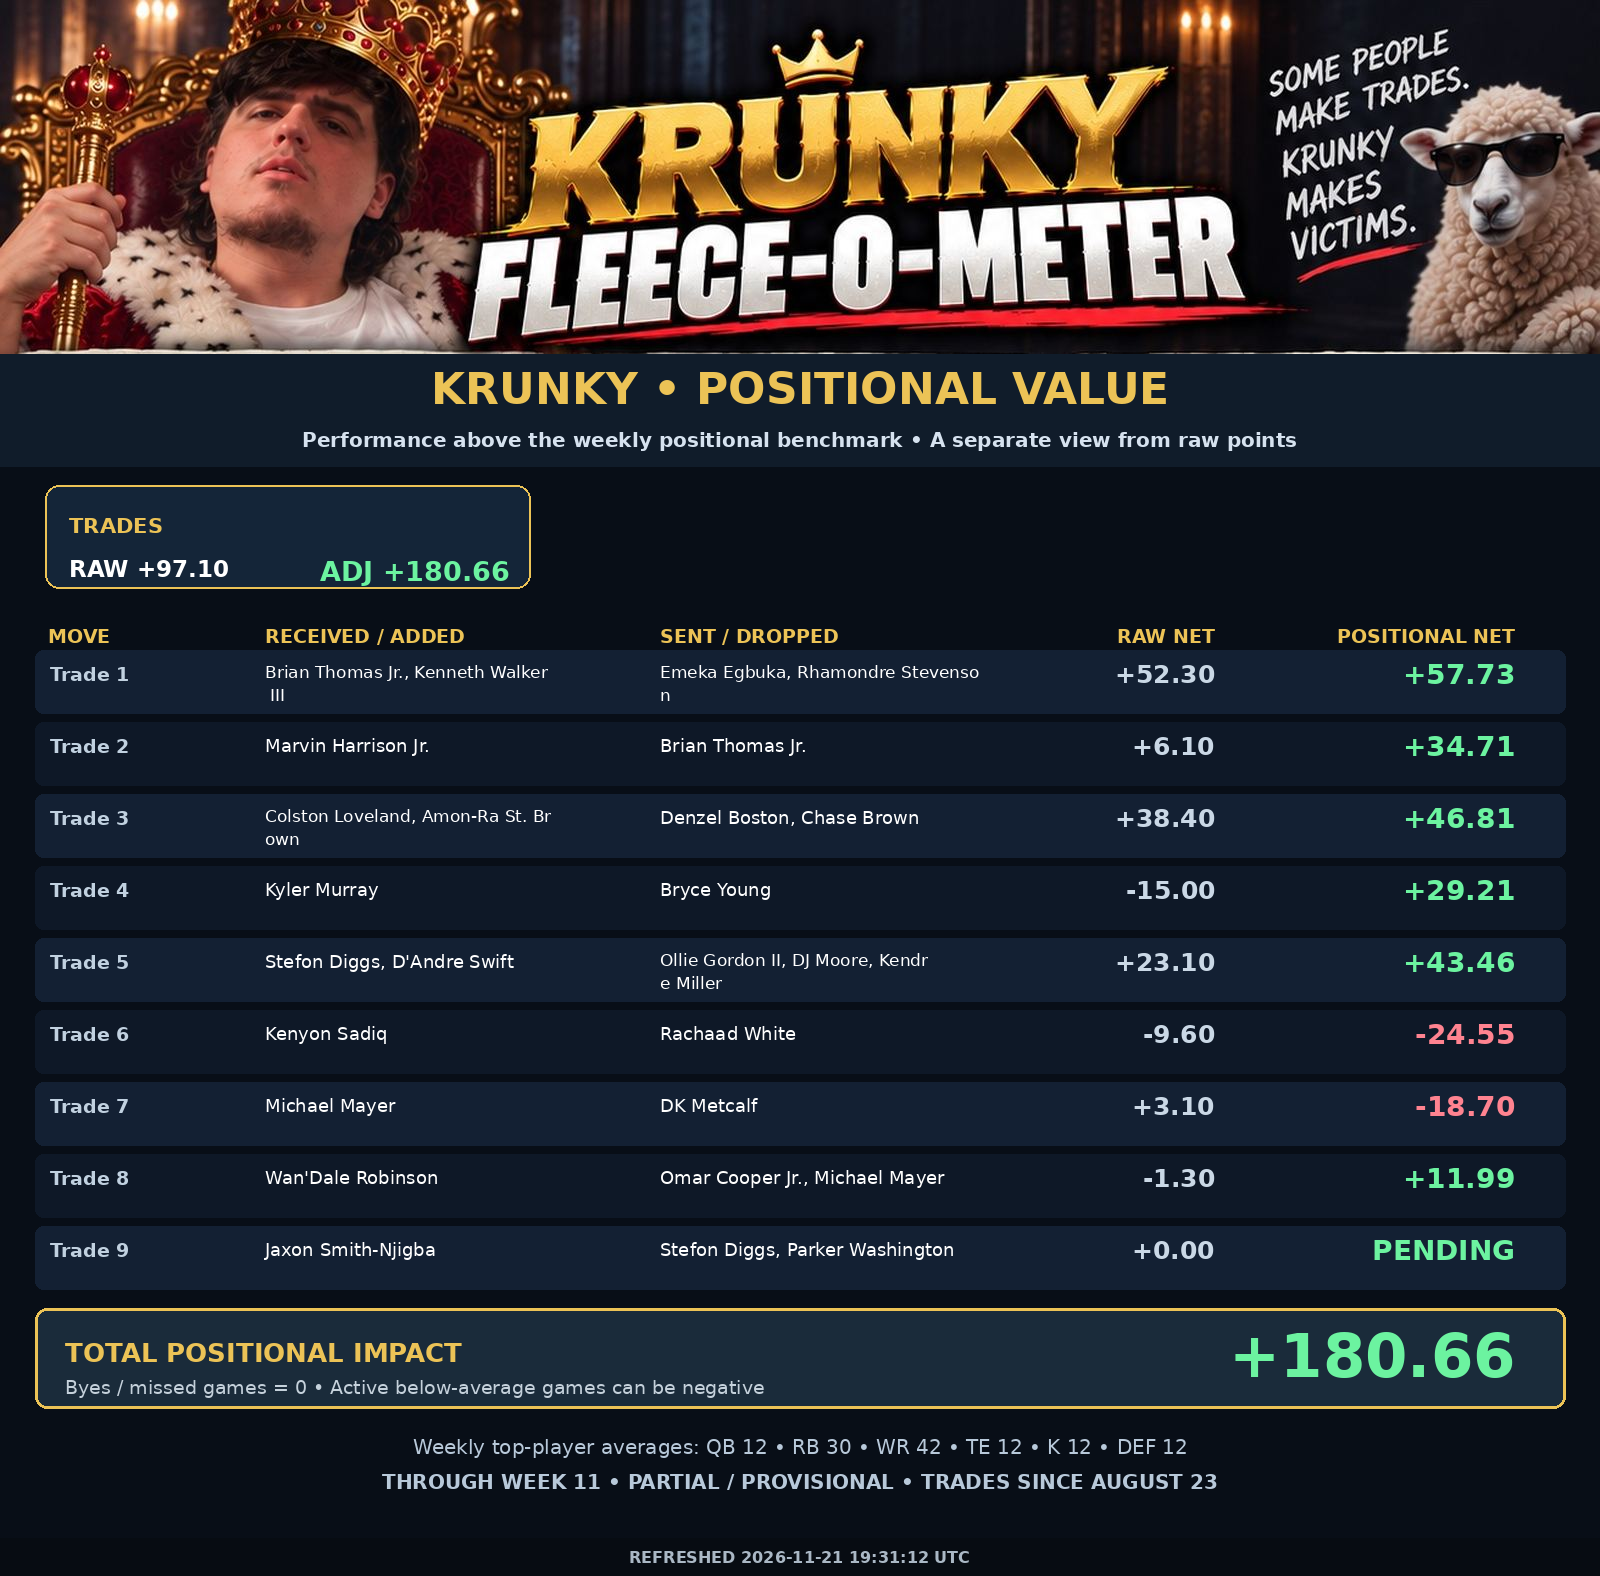 KRUNKY
FLEECE-O-METER
SOME PEOPLE
MAKE TRADES.
KRUNKY
MAKES
VICTIMS.
KRUNKY • POSITIONAL VALUE
Performance above the weekly positional benchmark • A separate view from raw points
TRADES
RAW +97.10 ADJ +180.66
MOVE RECEIVED / ADDED SENT / DROPPED RAW NET POSITIONAL NET
Trade 1 Brian Thomas Jr., Kenneth Walker Emeka Egbuka, Rhamondre Stevenso +52.30 +57.73
III n
Trade 2 Marvin Harrison Jr. Brian Thomas Jr. +6.10 +34.71
Trade 3 Colston Loveland, Amon-Ra St. Br Denzel Boston, Chase Brown +38.40 +46.81
own
Trade 4 Kyler Murray Bryce Young -15.00 +29.21
Trade 5 Stefon Diggs, D'Andre Swift Ollie Gordon II, DJ Moore, Kendr +23.10 +43.46
e Miller
Trade 6 Kenyon Sadiq Rachaad White -9.60 -24.55
Trade 7 Michael Mayer DK Metcalf +3.10 -18.70
Trade 8 Wan'Dale Robinson Omar Cooper Jr., Michael Mayer -1.30 +11.99
Trade 9 Jaxon Smith-Njigba Stefon Diggs, Parker Washington +0.00 PENDING
TOTAL POSITIONAL IMPACT +180.66
Byes / missed games = 0 • Active below-average games can be negative
Weekly top-player averages: QB 12 • RB 30 • WR 42 • TE 12 • K 12 • DEF 12
THROUGH WEEK 11 • PARTIAL / PROVISIONAL • TRADES SINCE AUGUST 23
REFRESHED 2026-11-21 19:31:12 UTC